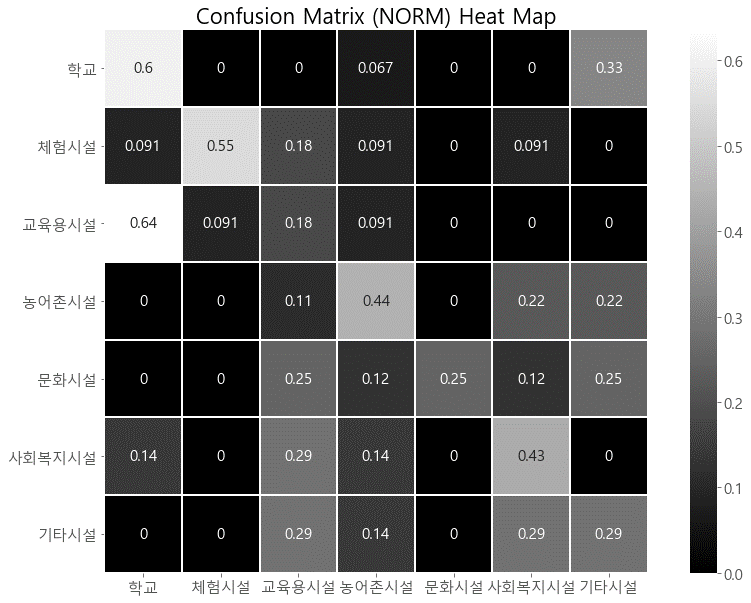 Confusion Matrix (NORM) Heat Map
학교 0.6 0 0 0.067 0 0 0.33
체험시설 0.091 0.55 0.18 0.091 0 0.091 0
교육용시설 0.64 0.091 0.18 0.091 0 0 0
농어존시설 0 0 0.11 0.44 0 0.22 0.22
문화시설 0 0 0.25 0.12 0.25 0.12 0.25
사회복지시설 0.14 0 0.29 0.14 0 0.43 0
기타시설 0 0 0.29 0.14 0 0.29 0.29
학교 체험시설 교육용시설 농어존시설 문화시설 사회복지시설 기타시설
0.6
0.5
0.4
0.3
0.2
0.1
0.0